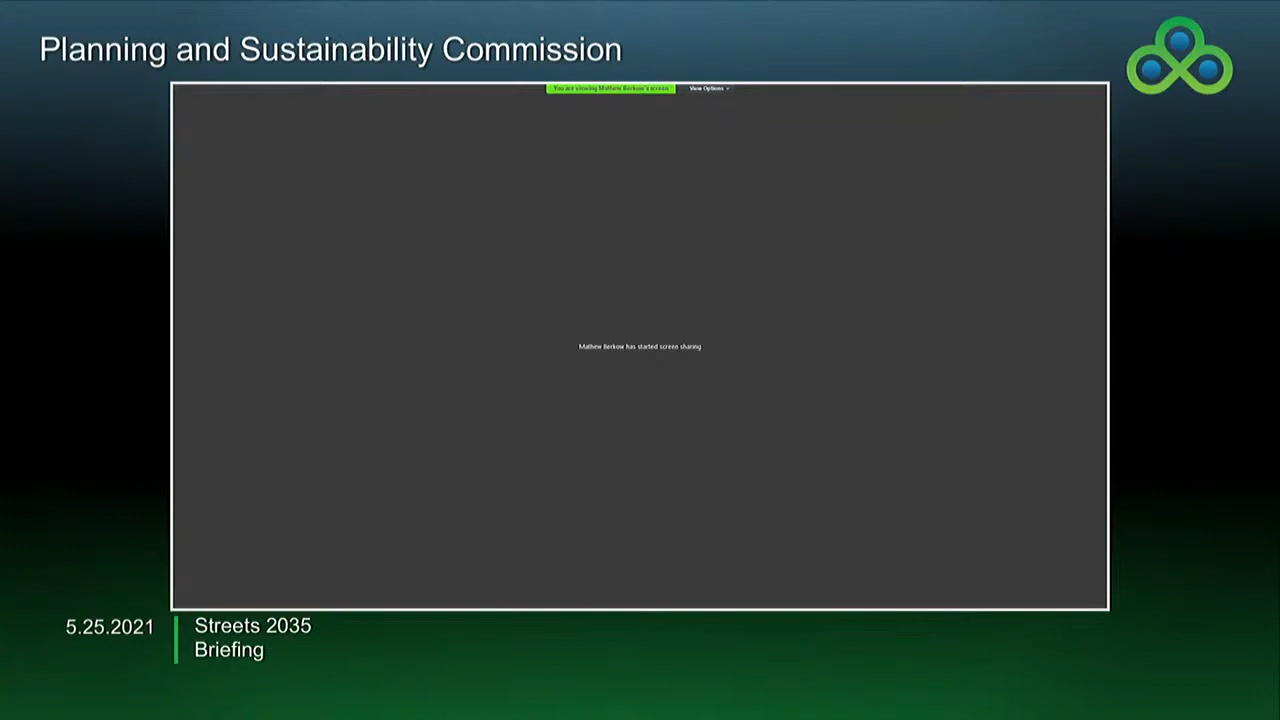 Planning and Sustainability Commission
You are viewing Mathew Berkow's screen
View Options
Mathew Berkow has started screen sharing
5.25.2021
Streets 2035
Briefing